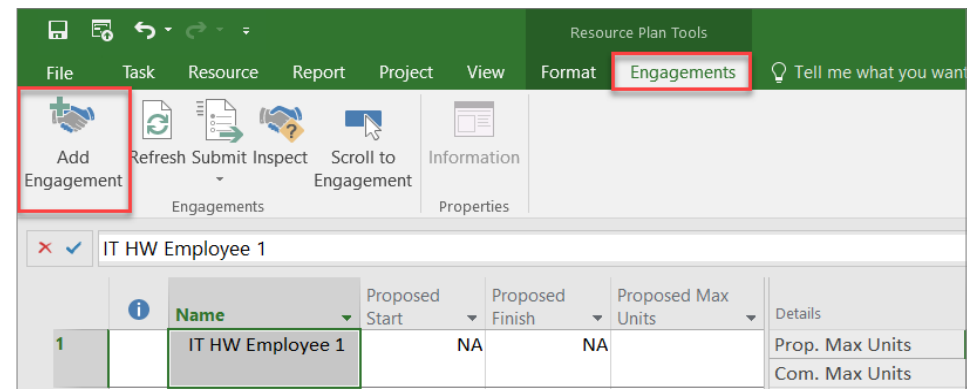 Resource Plan Tools
File Task Resource Report Project View Format Engagements Tell me what you want
Add Engagement
Refresh Submit Inspect Scroll to Engagement
Information
Engagements
Properties
IT HW Employee 1
Name Proposed Start Proposed Finish Proposed Max Units Details
1 IT HW Employee 1 NA NA Prop. Max Units
Com. Max Units